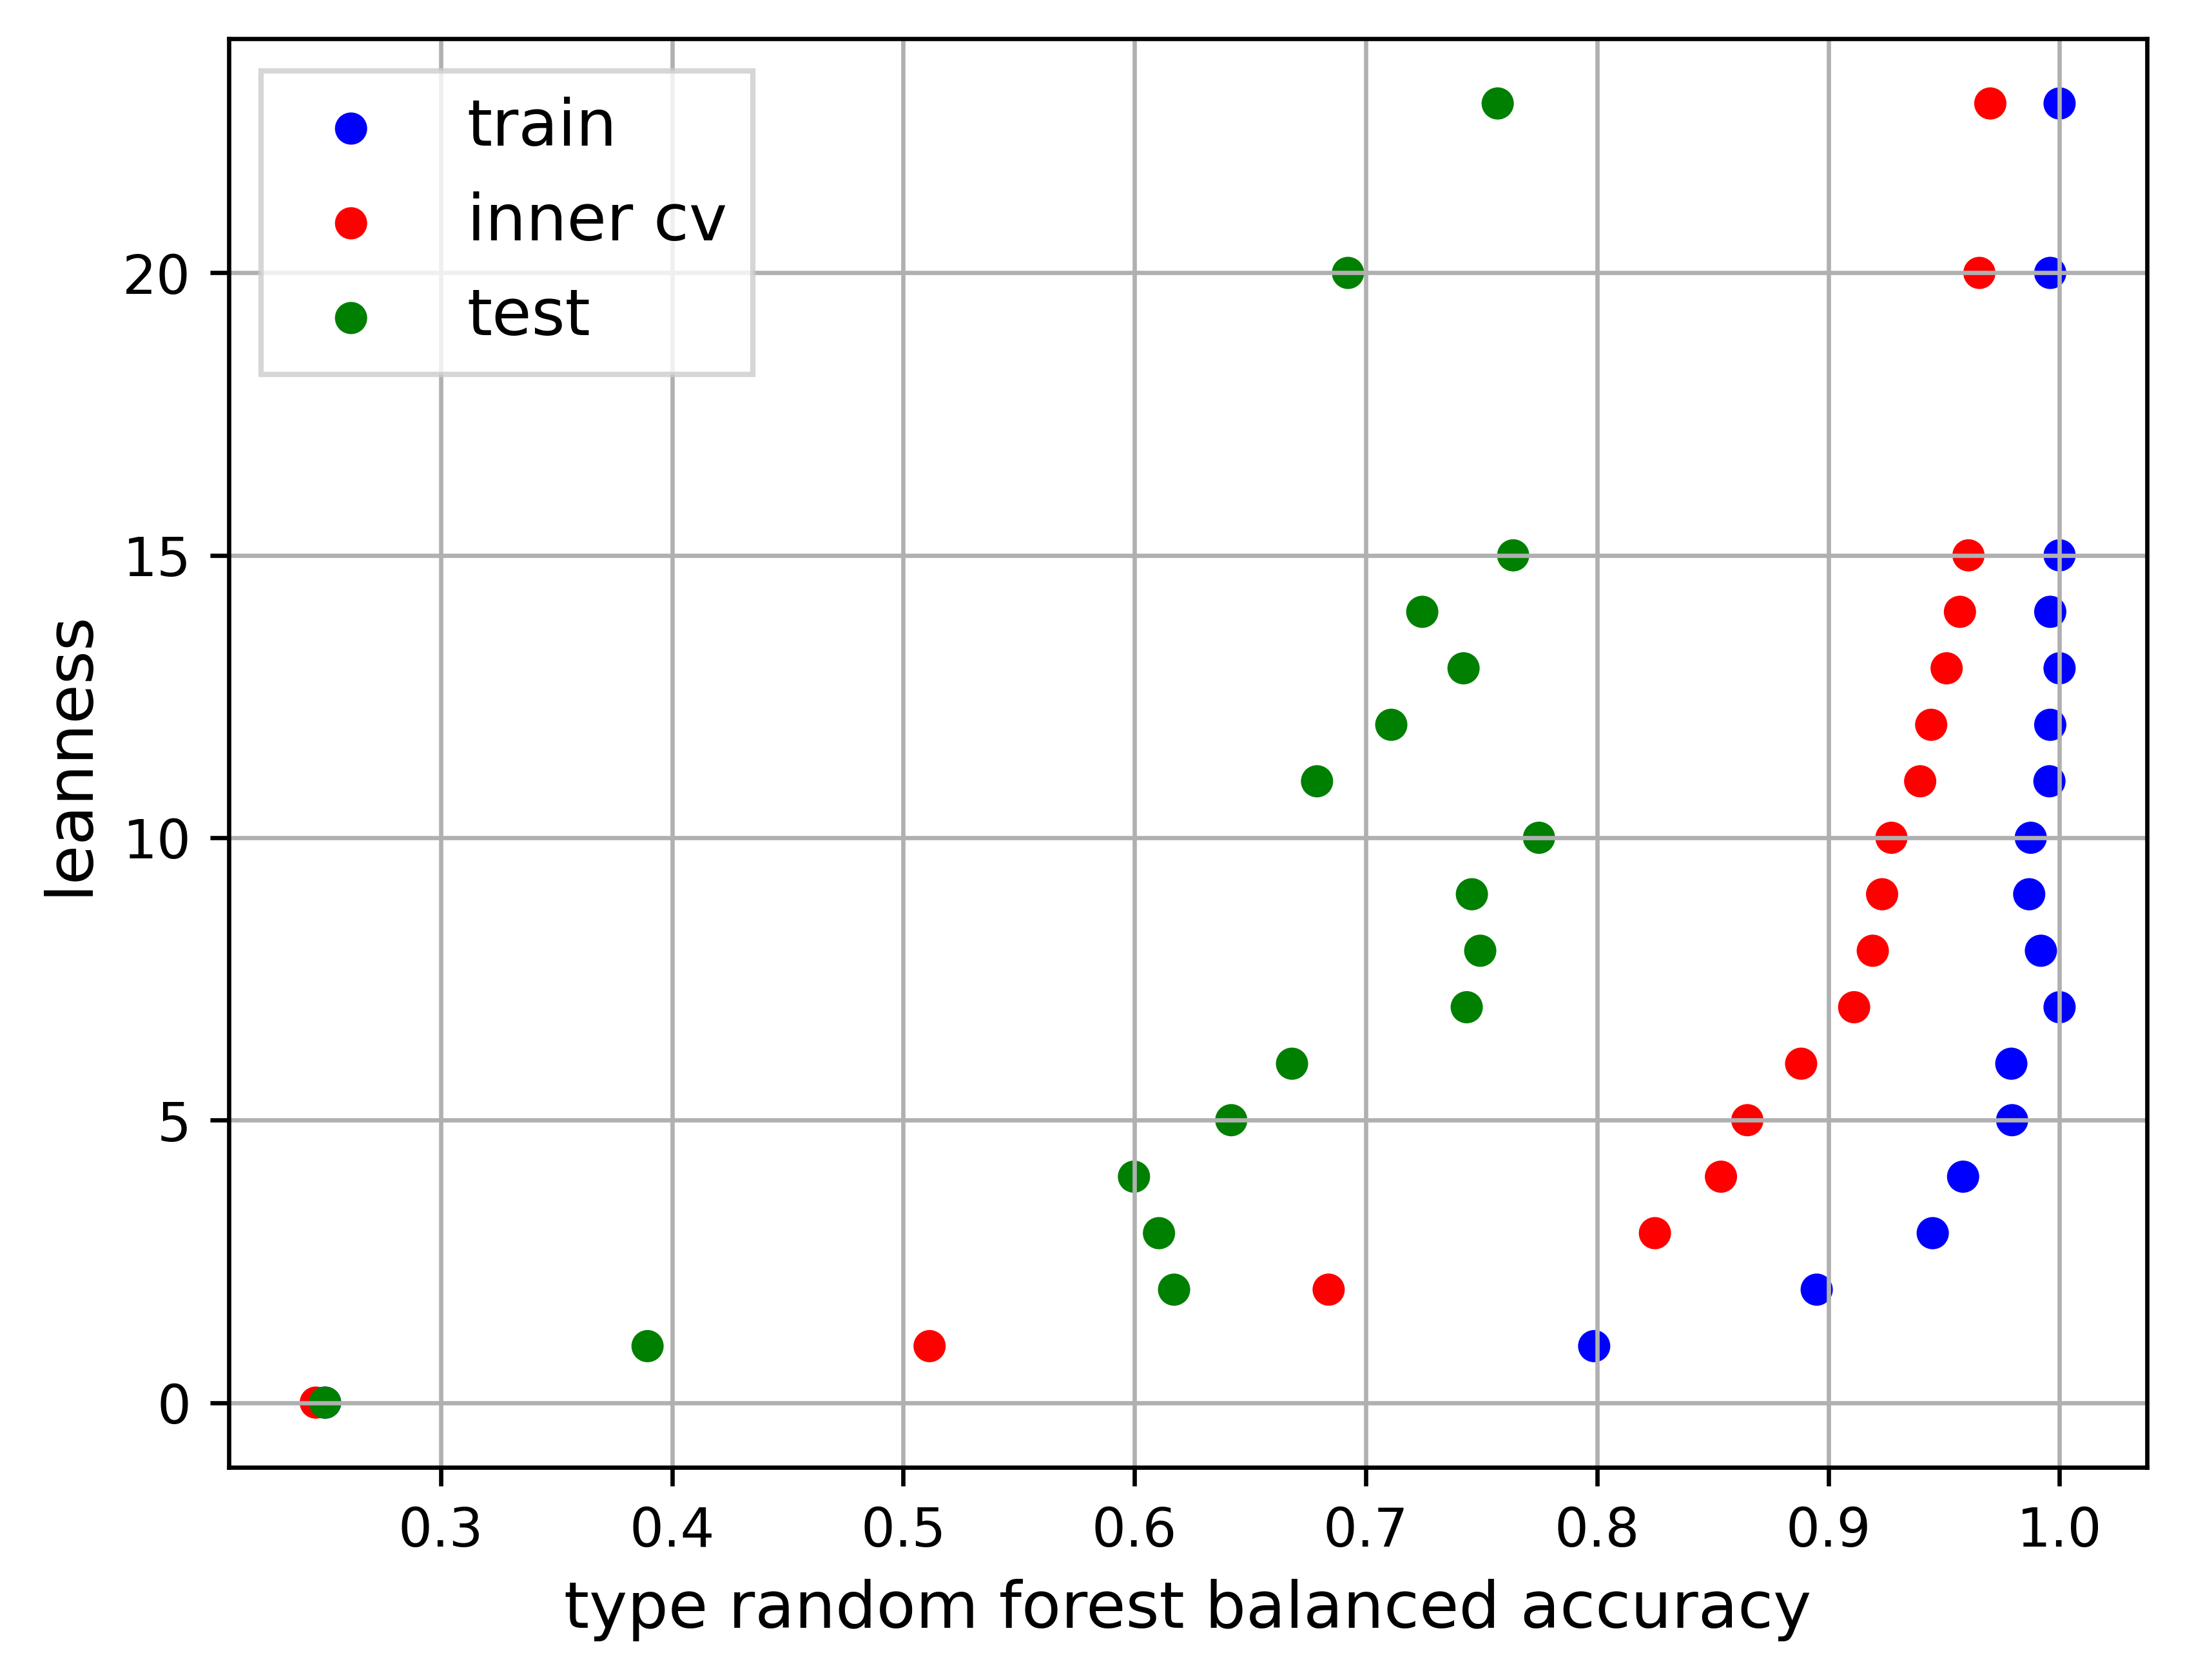 train
inner cv
test
20
15
10
5
0
leanness
0.3 0.4 0.5 0.6 0.7 0.8 0.9 1.0
type random forest balanced accuracy